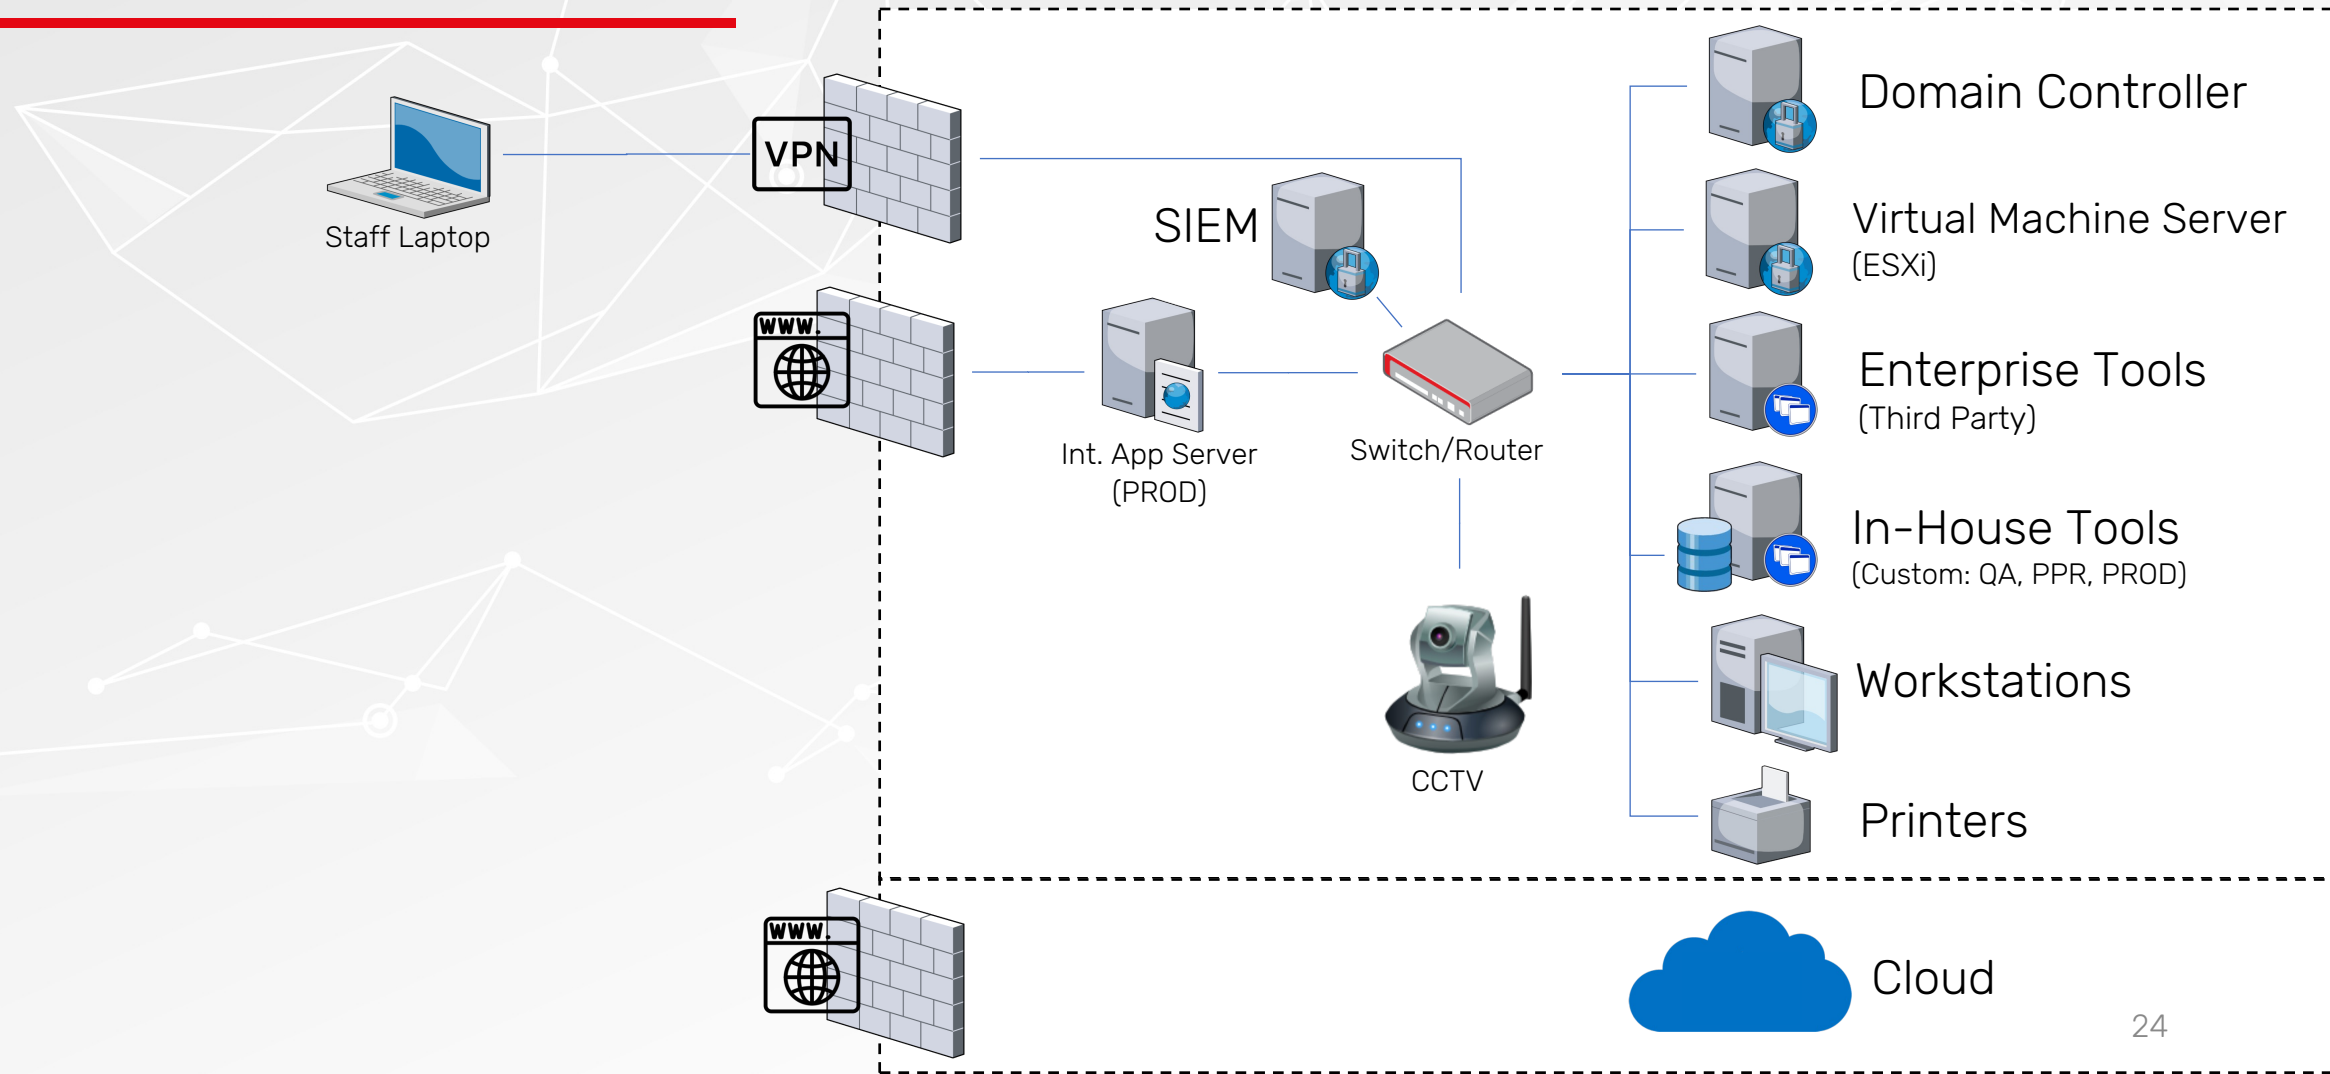 Domain Controller
VPN
Staff Laptop
SIEM
Virtual Machine Server
(ESXi)
WWW.
Int. App Server
(PROD)
Switch/Router
Enterprise Tools
(Third Party)
In-House Tools
(Custom: QA, PPR, PROD)
CCTV
Workstations
Printers
WWW.
Cloud
24